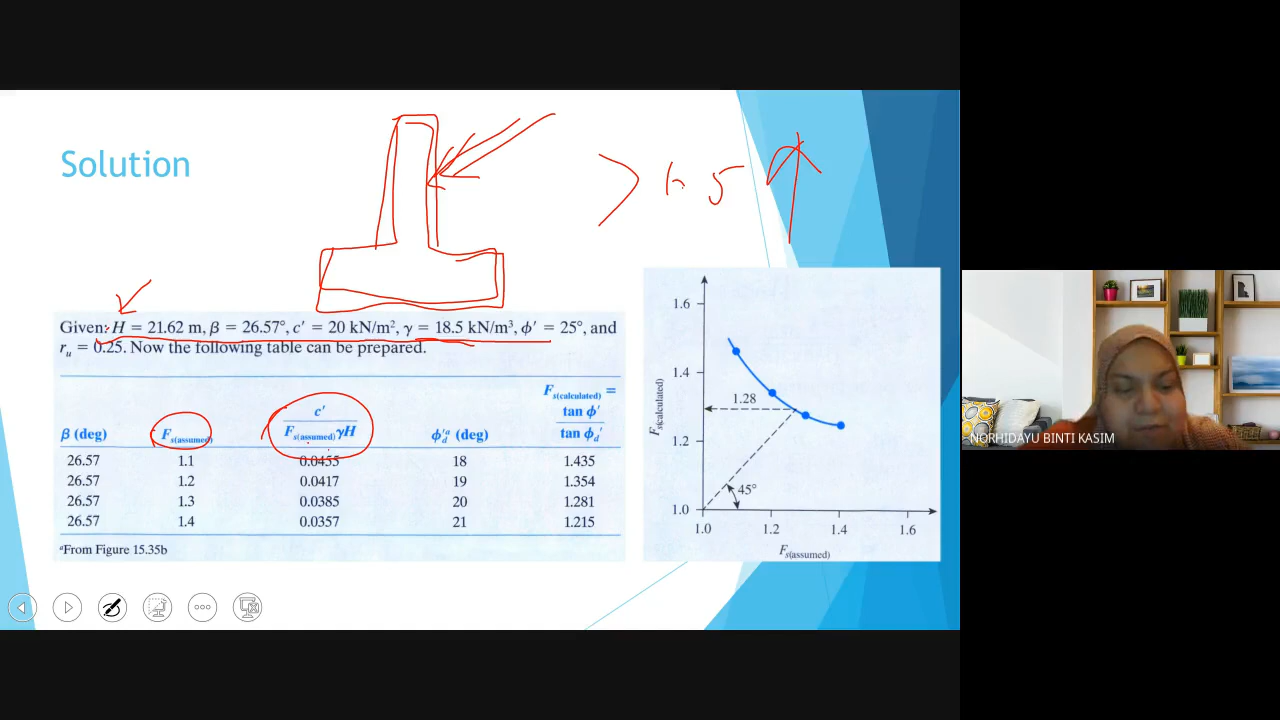 Solution
> 1.5
Given: H = 21.62 m, β = 26.57°, c′ = 20 kN/m², γ = 18.5 kN/m³, ϕ′ = 25°, and
r_u = 0.25. Now the following table can be prepared.
β (deg) F_s(assumed) c′ / F_s(assumed)γH ϕ_d′ᵃ (deg) F_s(calculated) = tan ϕ′ / tan ϕ_d′
26.57 1.1 0.0455 18 1.435
26.57 1.2 0.0417 19 1.354
26.57 1.3 0.0385 20 1.281
26.57 1.4 0.0357 21 1.215
ᵃFrom Figure 15.35b
F_s(calculated)
1.6
1.4
1.28
1.2
45°
1.0
1.0 1.2 1.4 1.6
F_s(assumed)
NORHIDAYU BINTI KASIM